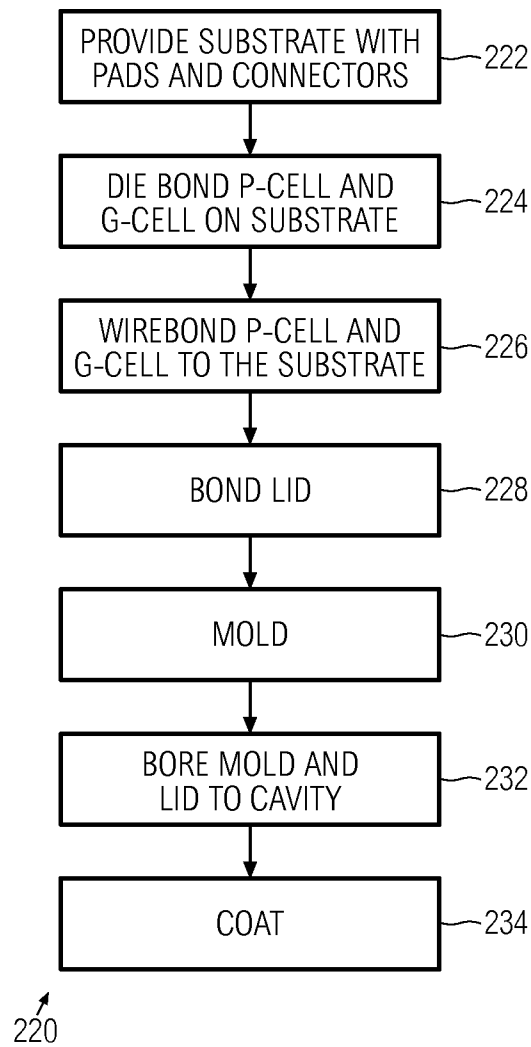 PROVIDE SUBSTRATE WITH
PADS AND CONNECTORS
222
DIE BOND P-CELL AND
G-CELL ON SUBSTRATE
224
WIREBOND P-CELL AND
G-CELL TO THE SUBSTRATE
226
BOND LID
228
MOLD
230
BORE MOLD AND
LID TO CAVITY
232
COAT
234
220